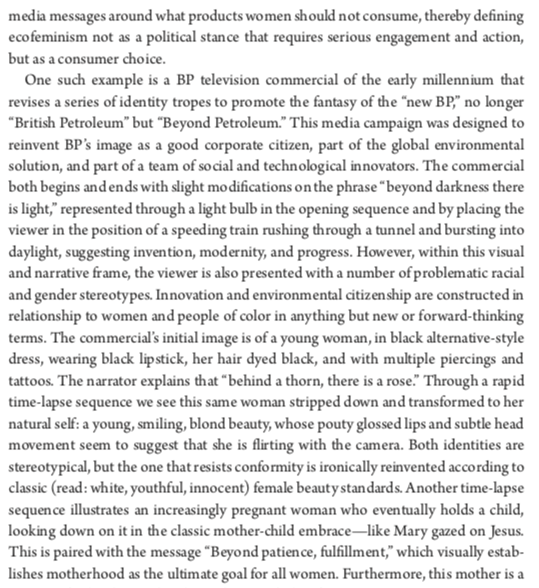 media messages around what products women should not consume, thereby defining
ecofeminism not as a political stance that requires serious engagement and action,
but as a consumer choice.
One such example is a BP television commercial of the early millennium that
revises a series of identity tropes to promote the fantasy of the “new BP,” no longer
“British Petroleum” but “Beyond Petroleum.” This media campaign was designed to
reinvent BP’s image as a good corporate citizen, part of the global environmental
solution, and part of a team of social and technological innovators. The commercial
both begins and ends with slight modifications on the phrase “beyond darkness there
is light,” represented through a light bulb in the opening sequence and by placing the
viewer in the position of a speeding train rushing through a tunnel and bursting into
daylight, suggesting invention, modernity, and progress. However, within this visual
and narrative frame, the viewer is also presented with a number of problematic racial
and gender stereotypes. Innovation and environmental citizenship are constructed in
relationship to women and people of color in anything but new or forward-thinking
terms. The commercial’s initial image is of a young woman, in black alternative-style
dress, wearing black lipstick, her hair dyed black, and with multiple piercings and
tattoos. The narrator explains that “behind a thorn, there is a rose.” Through a rapid
time-lapse sequence we see this same woman stripped down and transformed to her
natural self: a young, smiling, blond beauty, whose pouty glossed lips and subtle head
movement seem to suggest that she is flirting with the camera. Both identities are
stereotypical, but the one that resists conformity is ironically reinvented according to
classic (read: white, youthful, innocent) female beauty standards. Another time-lapse
sequence illustrates an increasingly pregnant woman who eventually holds a child,
looking down on it in the classic mother-child embrace—like Mary gazed on Jesus.
This is paired with the message “Beyond patience, fulfillment,” which visually estab-
lishes motherhood as the ultimate goal for all women. Furthermore, this mother is a